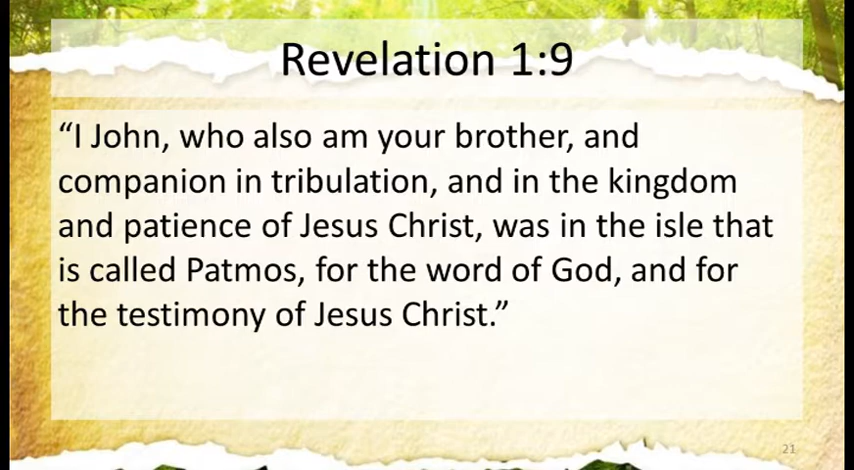 Revelation 1:9
“I John, who also am your brother, and
companion in tribulation, and in the kingdom
and patience of Jesus Christ, was in the isle that
is called Patmos, for the word of God, and for
the testimony of Jesus Christ.”
21